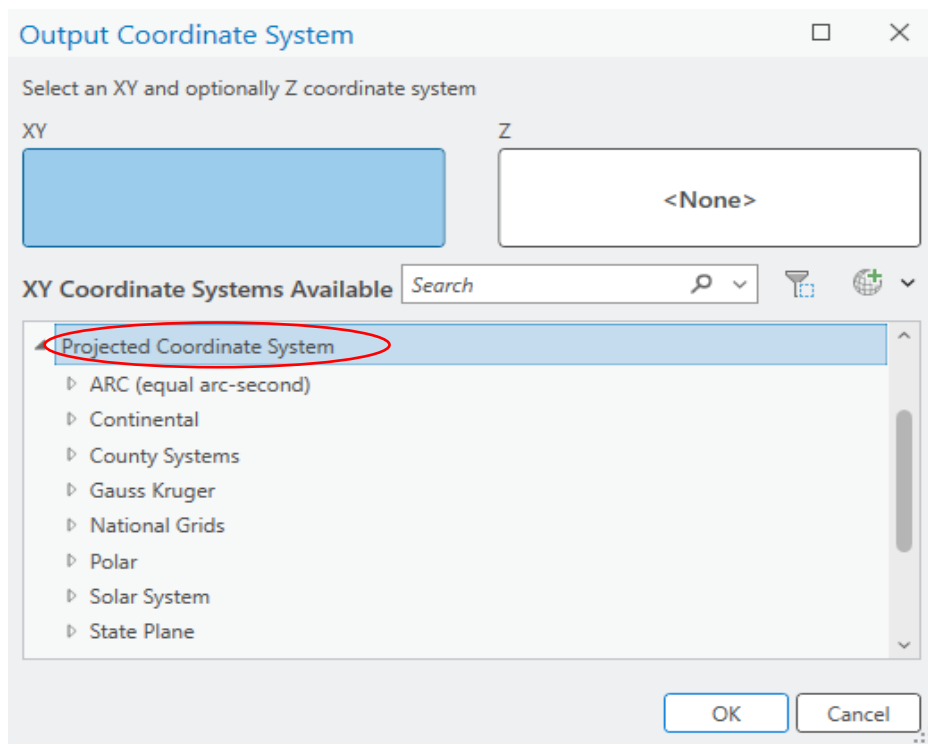 Output Coordinate System
Select an XY and optionally Z coordinate system
XY Z
<None>
XY Coordinate Systems Available Search
Projected Coordinate System
ARC (equal arc-second)
Continental
County Systems
Gauss Kruger
National Grids
Polar
Solar System
State Plane
OK Cancel